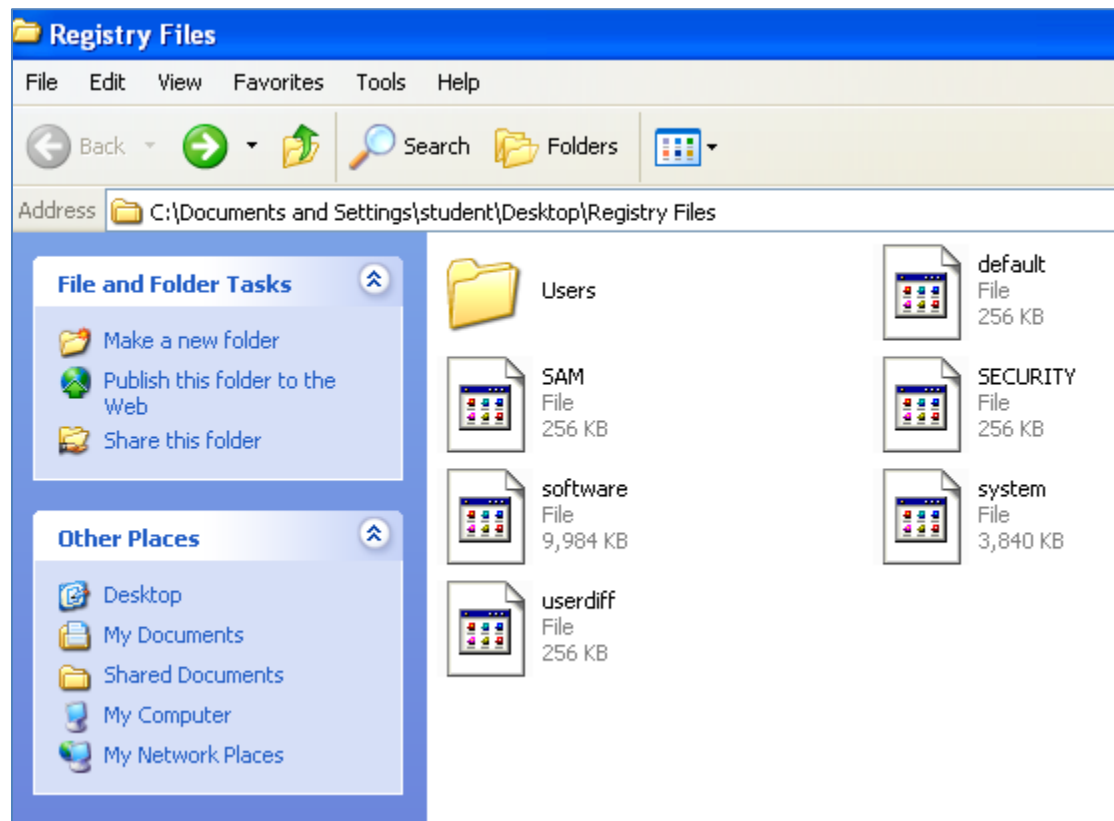 Registry Files
File Edit View Favorites Tools Help
Back Search Folders
Address C:\Documents and Settings\student\Desktop\Registry Files
File and Folder Tasks
Make a new folder
Publish this folder to the
Web
Share this folder
Other Places
Desktop
My Documents
Shared Documents
My Computer
My Network Places
Users
default
File
256 KB
SAM
File
256 KB
SECURITY
File
256 KB
software
File
9,984 KB
system
File
3,840 KB
userdiff
File
256 KB